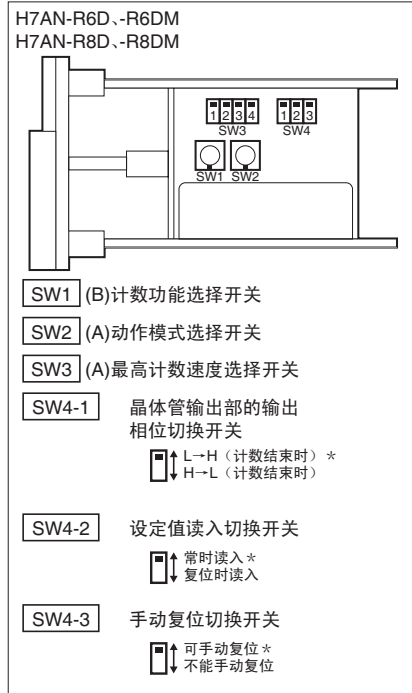 H7AN-R6D、-R6DM
H7AN-R8D、-R8DM
1 2 3 4 1 2 3
SW3 SW4
SW1 SW2
SW1 (B)计数功能选择开关
SW2 (A)动作模式选择开关
SW3 (A)最高计数速度选择开关
SW4-1 晶体管输出部的输出
相位切换开关
L→H（计数结束时）*
H→L（计数结束时）
SW4-2 设定值读入切换开关
常时读入*
复位时读入
SW4-3 手动复位切换开关
可手动复位*
不能手动复位